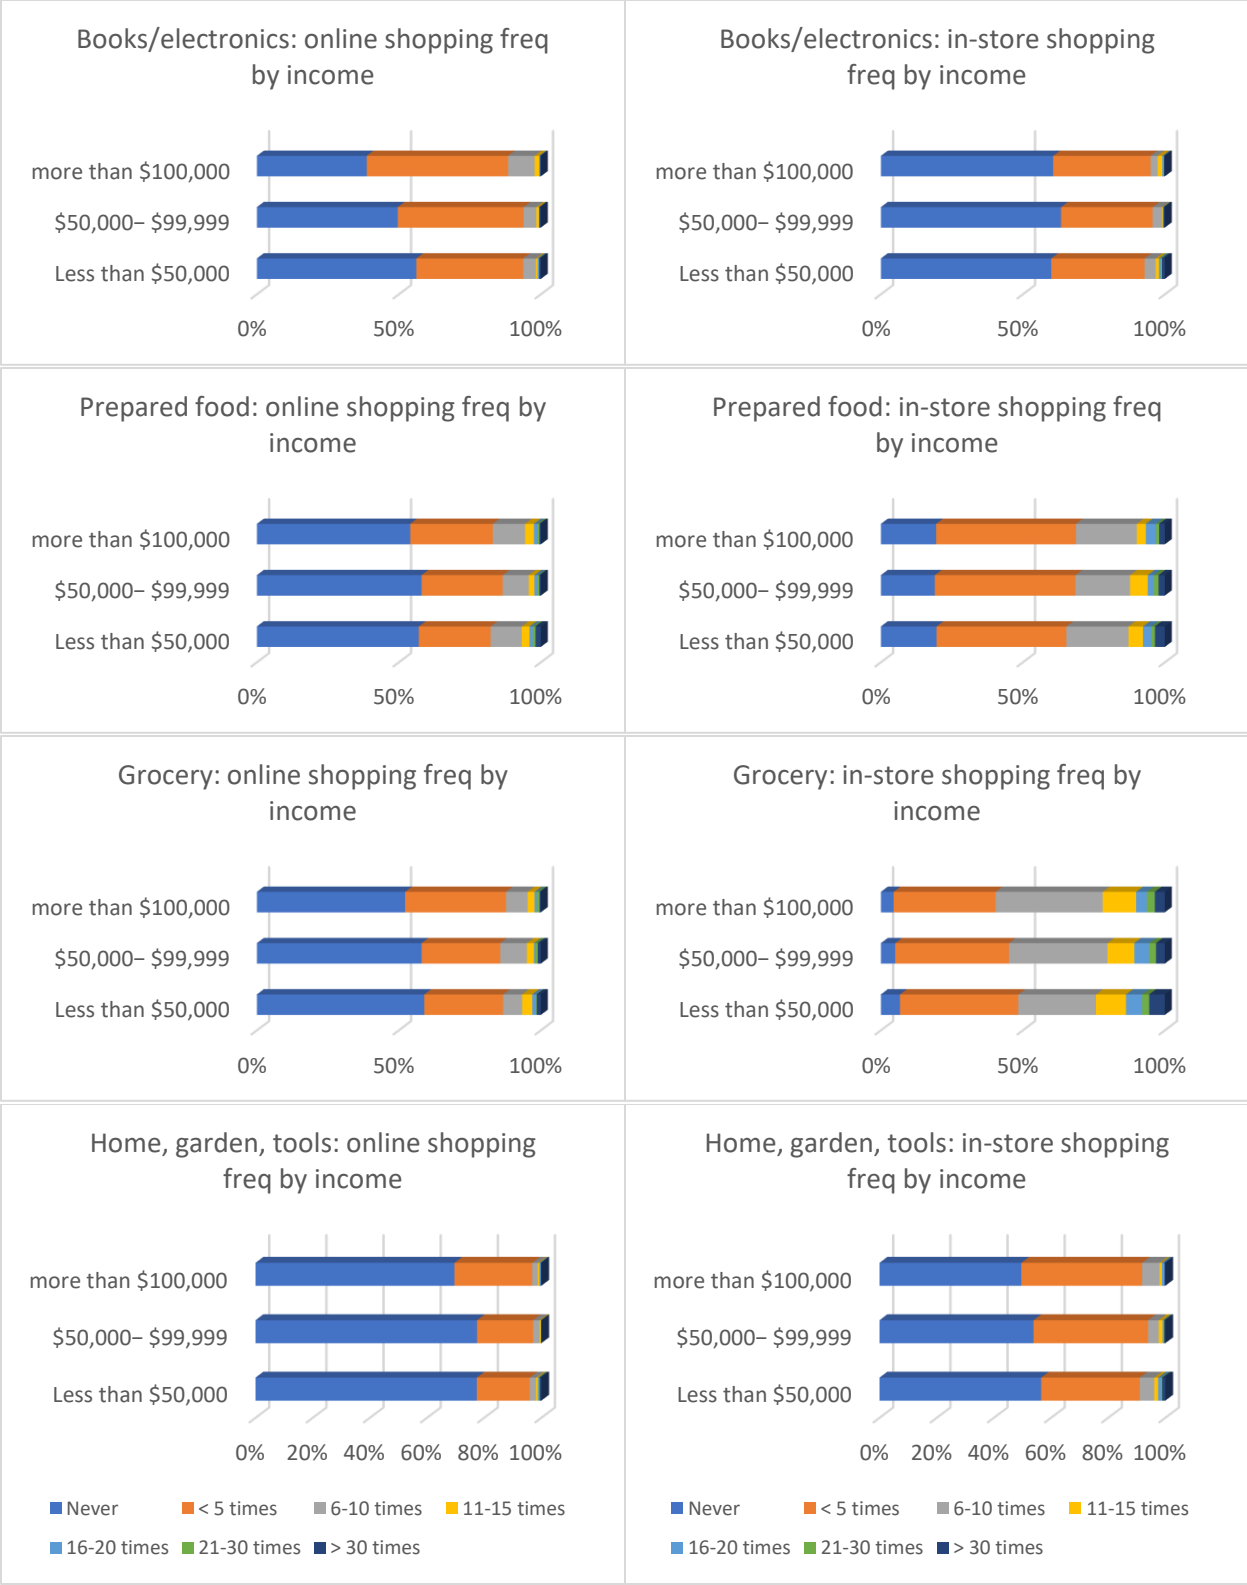 Books/electronics: online shopping freq
by income
more than $100,000
$50,000– $99,999
Less than $50,000
0% 50% 100%
Books/electronics: in-store shopping
freq by income
more than $100,000
$50,000– $99,999
Less than $50,000
0% 50% 100%
Prepared food: online shopping freq by
income
more than $100,000
$50,000– $99,999
Less than $50,000
0% 50% 100%
Prepared food: in-store shopping freq
by income
more than $100,000
$50,000– $99,999
Less than $50,000
0% 50% 100%
Grocery: online shopping freq by
income
more than $100,000
$50,000– $99,999
Less than $50,000
0% 50% 100%
Grocery: in-store shopping freq by
income
more than $100,000
$50,000– $99,999
Less than $50,000
0% 50% 100%
Home, garden, tools: online shopping
freq by income
more than $100,000
$50,000– $99,999
Less than $50,000
0% 20% 40% 60% 80% 100%
Never < 5 times 6-10 times 11-15 times
16-20 times 21-30 times > 30 times
Home, garden, tools: in-store shopping
freq by income
more than $100,000
$50,000– $99,999
Less than $50,000
0% 20% 40% 60% 80% 100%
Never < 5 times 6-10 times 11-15 times
16-20 times 21-30 times > 30 times